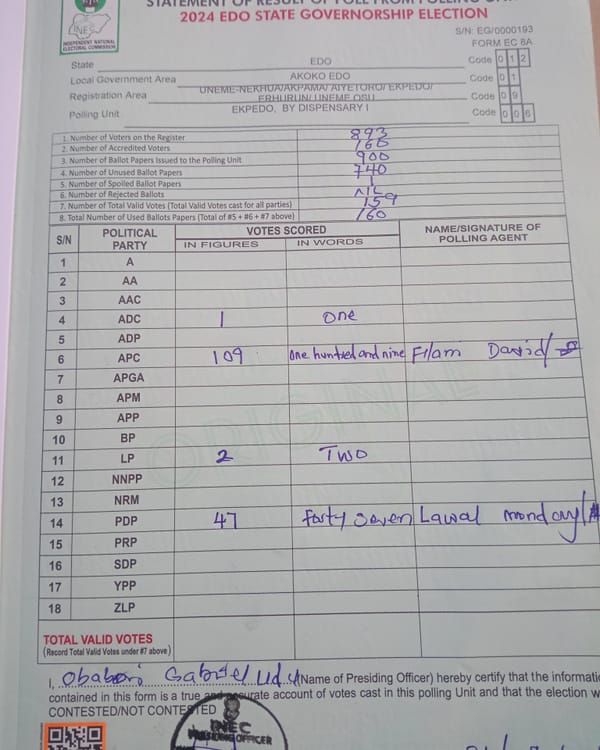 STATEMENT OF RESULT OF POLL FROM POLLING
2024 EDO STATE GOVERNORSHIP ELECTION
INEC
INDEPENDENT NATIONAL
ELECTORAL COMMISSION
S/N: EG/0000193
FORM EC 8A
State EDO Code 0 1 2
Local Government Area AKOKO EDO Code 0 1
Registration Area UNEME-NEKHUA/AKPAMA/ AIYETORO/ EKPEDO/ ERHURUN/ UNEME OSU Code 0 9
Polling Unit EKPEDO, BY DISPENSARY I Code 0 0 6
1. Number of Voters on the Register 893
2. Number of Accredited Voters 160
3. Number of Ballot Papers Issued to the Polling Unit 900
4. Number of Unused Ballot Papers 740
5. Number of Spoiled Ballot Papers 1
6. Number of Rejected Ballots NIL
7. Number of Total Valid Votes (Total Valid Votes cast for all parties) 159
8. Total Number of Used Ballots Papers (Total of #5 + #6 + #7 above) 160
S/N POLITICAL PARTY VOTES SCORED NAME/SIGNATURE OF POLLING AGENT
IN FIGURES IN WORDS
1 A
2 AA
3 AAC
4 ADC 1 one
5 ADP
6 APC 109 one hundred and nine Filani David/
7 APGA
8 APM
9 APP
10 BP
11 LP 2 Two
12 NNPP
13 NRM
14 PDP 47 forty seven Lawal monday/
15 PRP
16 SDP
17 YPP
18 ZLP
ORIGINAL
TOTAL VALID VOTES
(Record Total Valid Votes under #7 above)
I, Gabriel (Name of Presiding Officer) hereby certify that the
contained in this form is a true and accurate account of votes cast in this polling Unit and that the election
CONTESTED/NOT CONTESTED
INEC
PRESIDING OFFICER